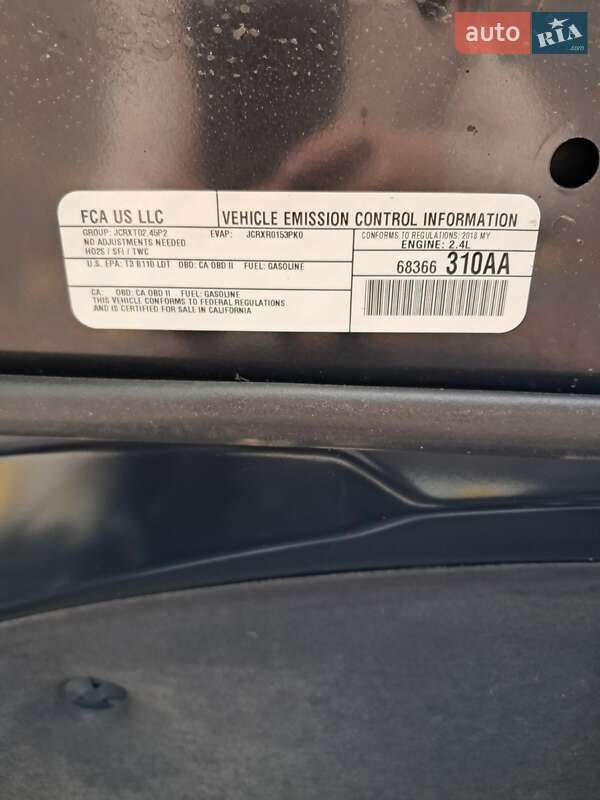 auto RIA.com
FCA US LLC VEHICLE EMISSION CONTROL INFORMATION
GROUP: JCRXT02.45P2 EVAP: JCRXR0153PK0 CONFORMS TO REGULATIONS: 2018 MY
NO ADJUSTMENTS NEEDED ENGINE: 2.4L
HO2S / SFI / TWC
U.S. EPA: T3 B110 LDT OBD: CA OBD II FUEL: GASOLINE 68366 310AA
CA: OBD: CA OBD II FUEL: GASOLINE
THIS VEHICLE CONFORMS TO FEDERAL REGULATIONS
AND IS CERTIFIED FOR SALE IN CALIFORNIA